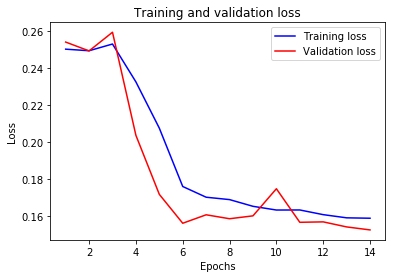 Training and validation loss
Training loss
Validation loss
0.26
0.24
0.22
0.20
0.18
0.16
Loss
2 4 6 8 10 12 14
Epochs